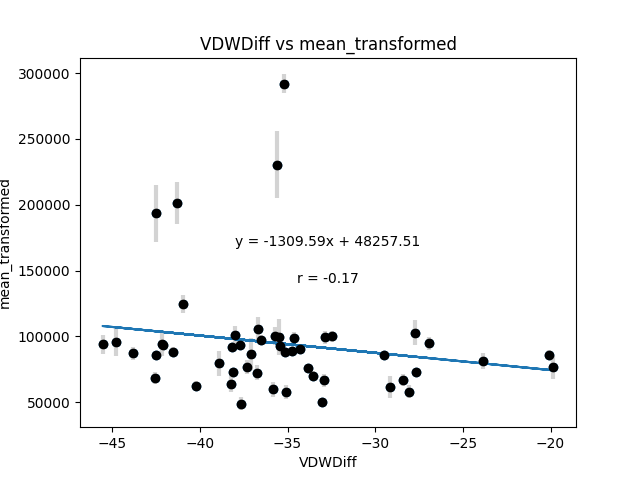 VDWDiff vs mean_transformed
300000
250000
200000
150000
100000
50000
mean_transformed
y = -1309.59x + 48257.51
r = -0.17
−45
−40
−35
−30
−25
−20
VDWDiff